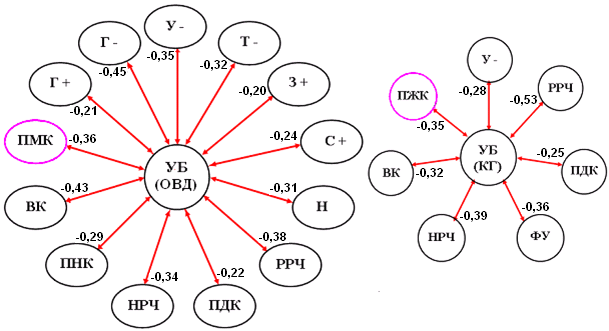 У -
-0,35
Г -
-0,45
Т -
-0,32
Г +
-0,21
З +
-0,20
ПМК
-0,36
С +
-0,24
УБ
(ОВД)
ВК
-0,43
Н
-0,31
ПНК
-0,29
РРЧ
-0,38
НРЧ
-0,34
ПДК
-0,22
У -
-0,28
ПЖК
-0,35
РРЧ
-0,53
УБ
(КГ)
ВК
-0,32
ПДК
-0,25
НРЧ
-0,39
ФУ
-0,36